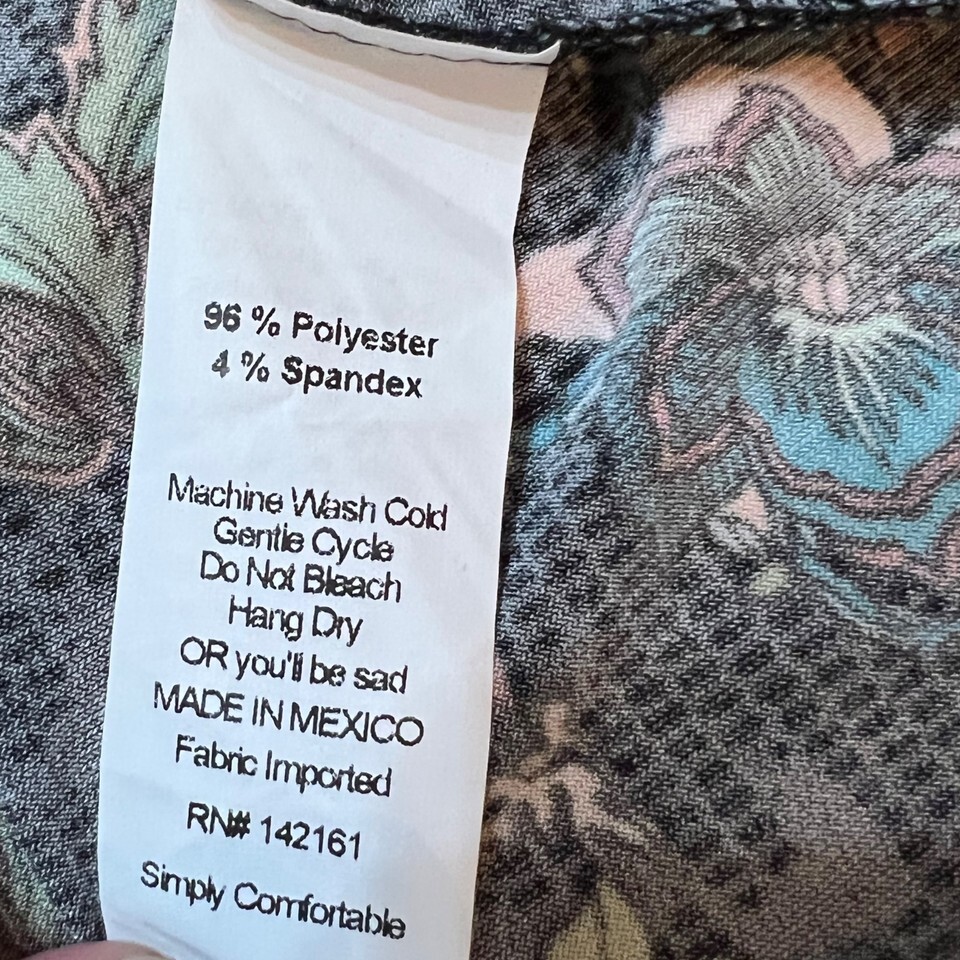 96 % Polyester
4 % Spandex
Machine Wash Cold
Gentle Cycle
Do Not Bleach
Hang Dry
OR you'll be sad
MADE IN MEXICO
Fabric Imported
RN# 142161
Simply Comfortable